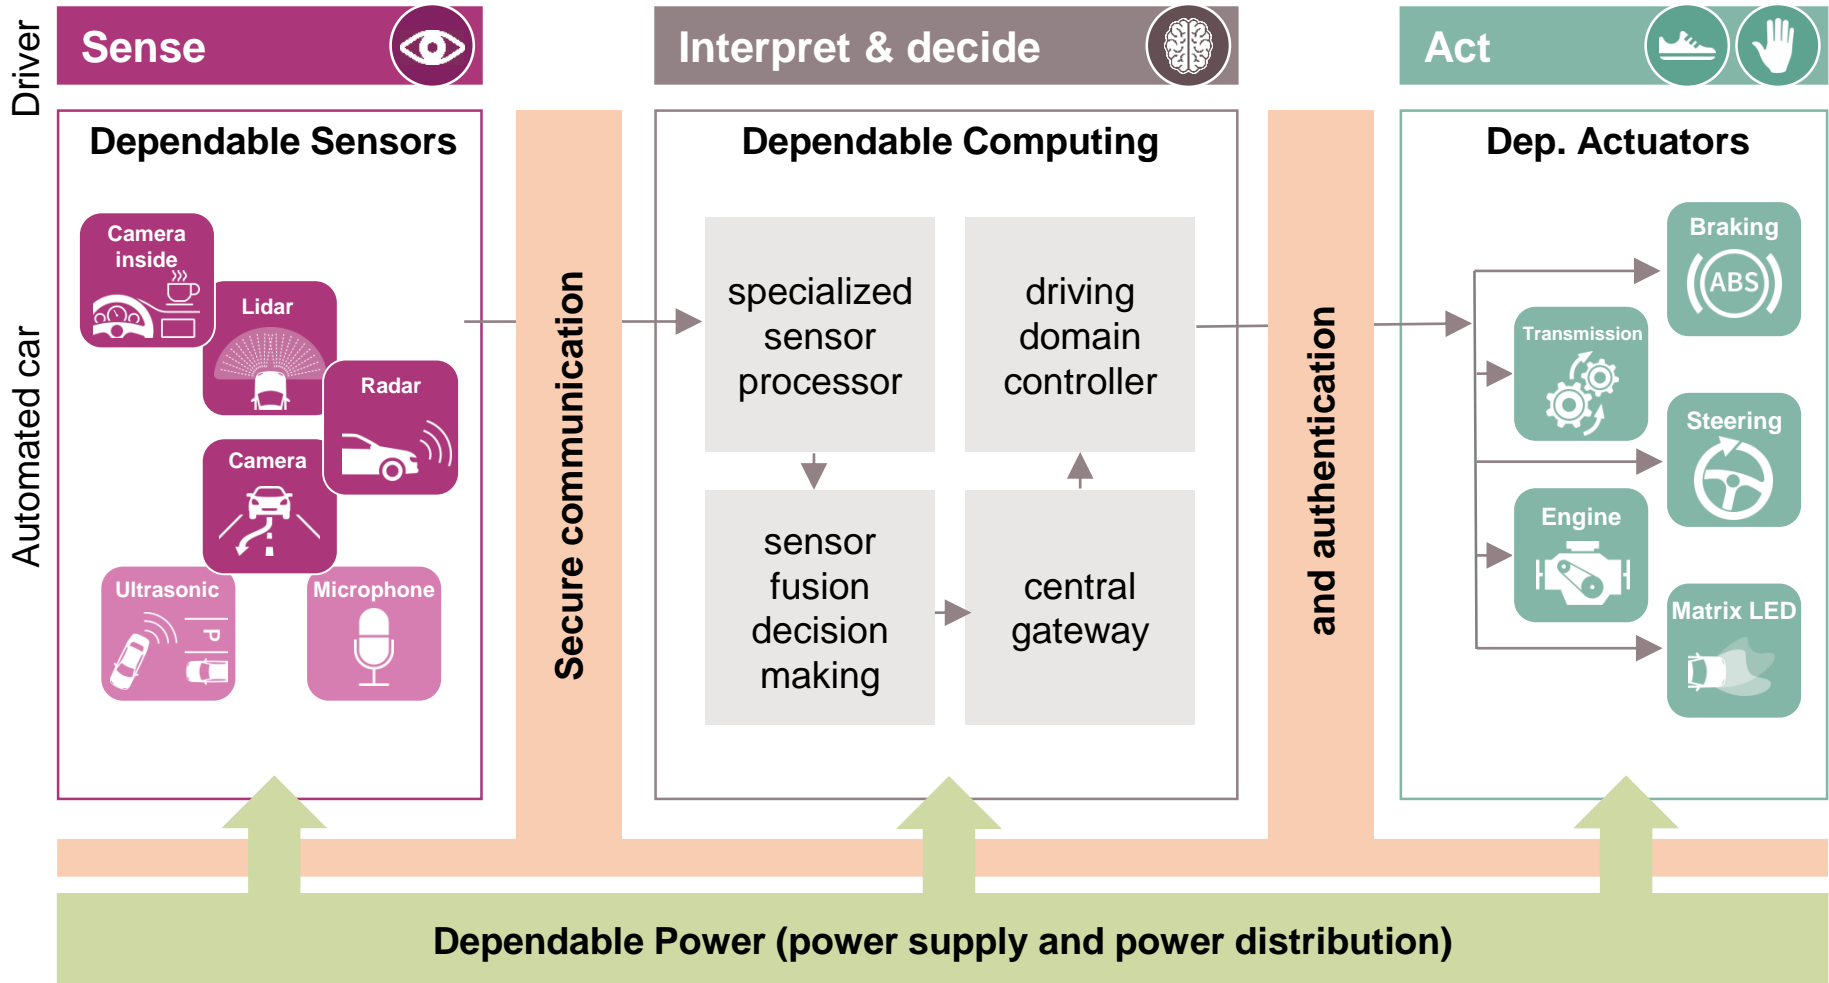 Driver
Sense
Interpret & decide
Act
Automated car
Dependable Sensors
Camera
inside
Lidar
Radar
Camera
Ultrasonic
P
Microphone
Secure communication
Dependable Computing
specialized
sensor
processor
driving
domain
controller
sensor
fusion
decision
making
central
gateway
and authentication
Dep. Actuators
Braking
ABS
Transmission
Steering
Engine
Matrix LED
Dependable Power (power supply and power distribution)